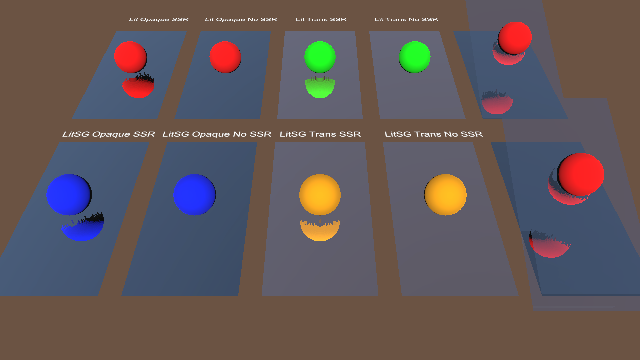 Lit Opaque SSR
Lit Opaque No SSR
Lit Trans SSR
Lit Trans No SSR
LitSG Opaque SSR
LitSG Opaque No SSR
LitSG Trans SSR
LitSG Trans No SSR